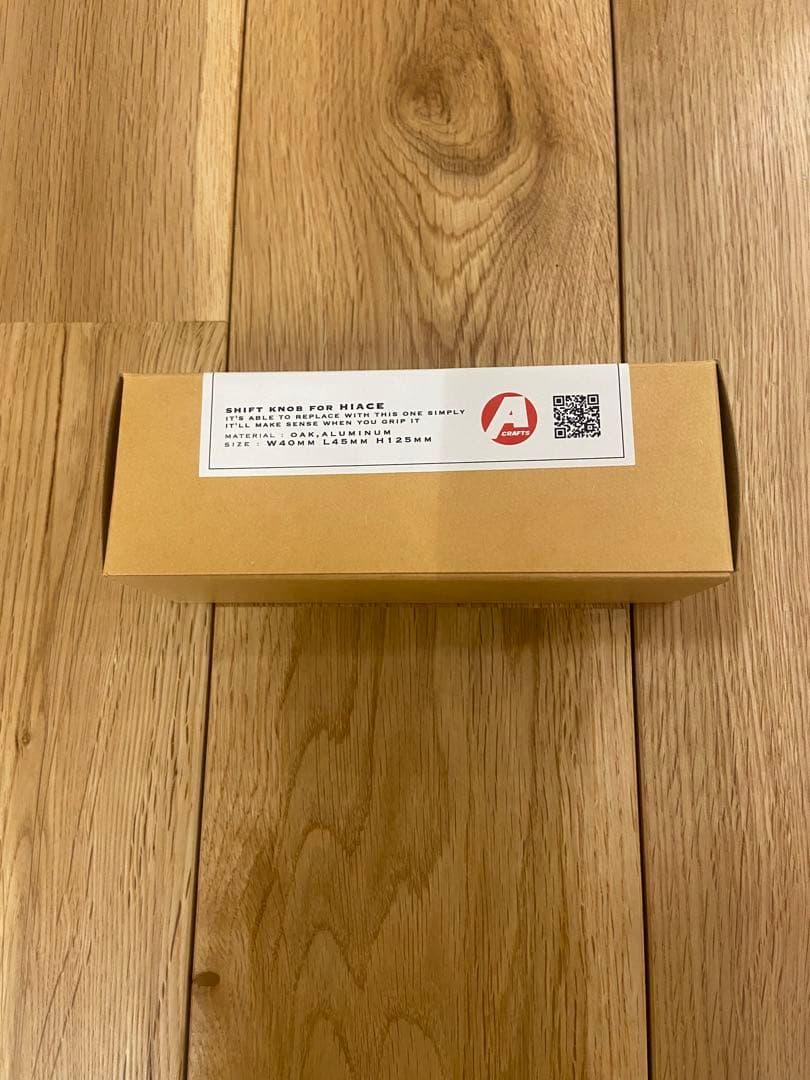 SHIFT KNOB FOR HIACE
IT'S ABLE TO REPLACE WITH THIS ONE SIMPLY
IT'LL MAKE SENSE WHEN YOU GRIP IT
MATERIAL : OAK,ALUMINUM
SIZE : W40MM L45MM H125MM
A
CRAFTS